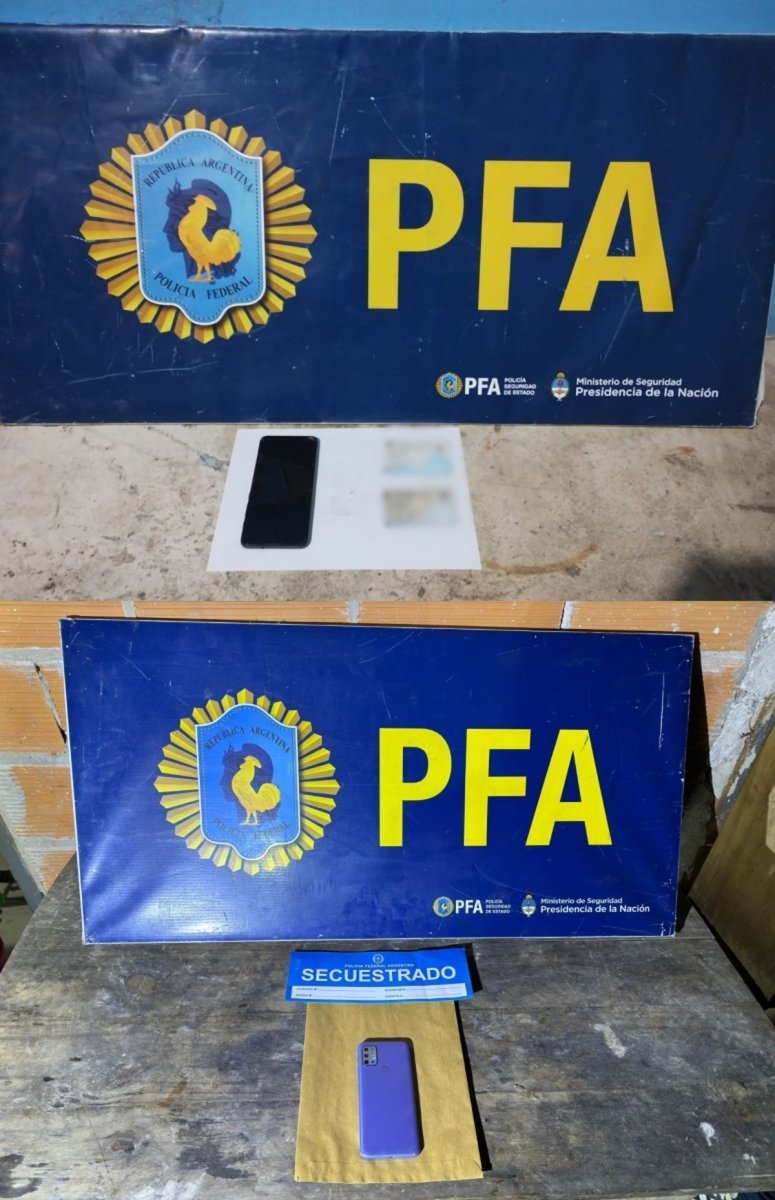 REPUBLICA ARGENTINA
POLICIA FEDERAL
PFA
PFA
POLICÍA
SEGURIDAD
DE ESTADO
Ministerio de Seguridad
Presidencia de la Nación
REPUBLICA ARGENTINA
POLICIA FEDERAL
PFA
PFA
POLICÍA
SEGURIDAD
DE ESTADO
Ministerio de Seguridad
Presidencia de la Nación
POLICÍA FEDERAL ARGENTINA
SECUESTRADO